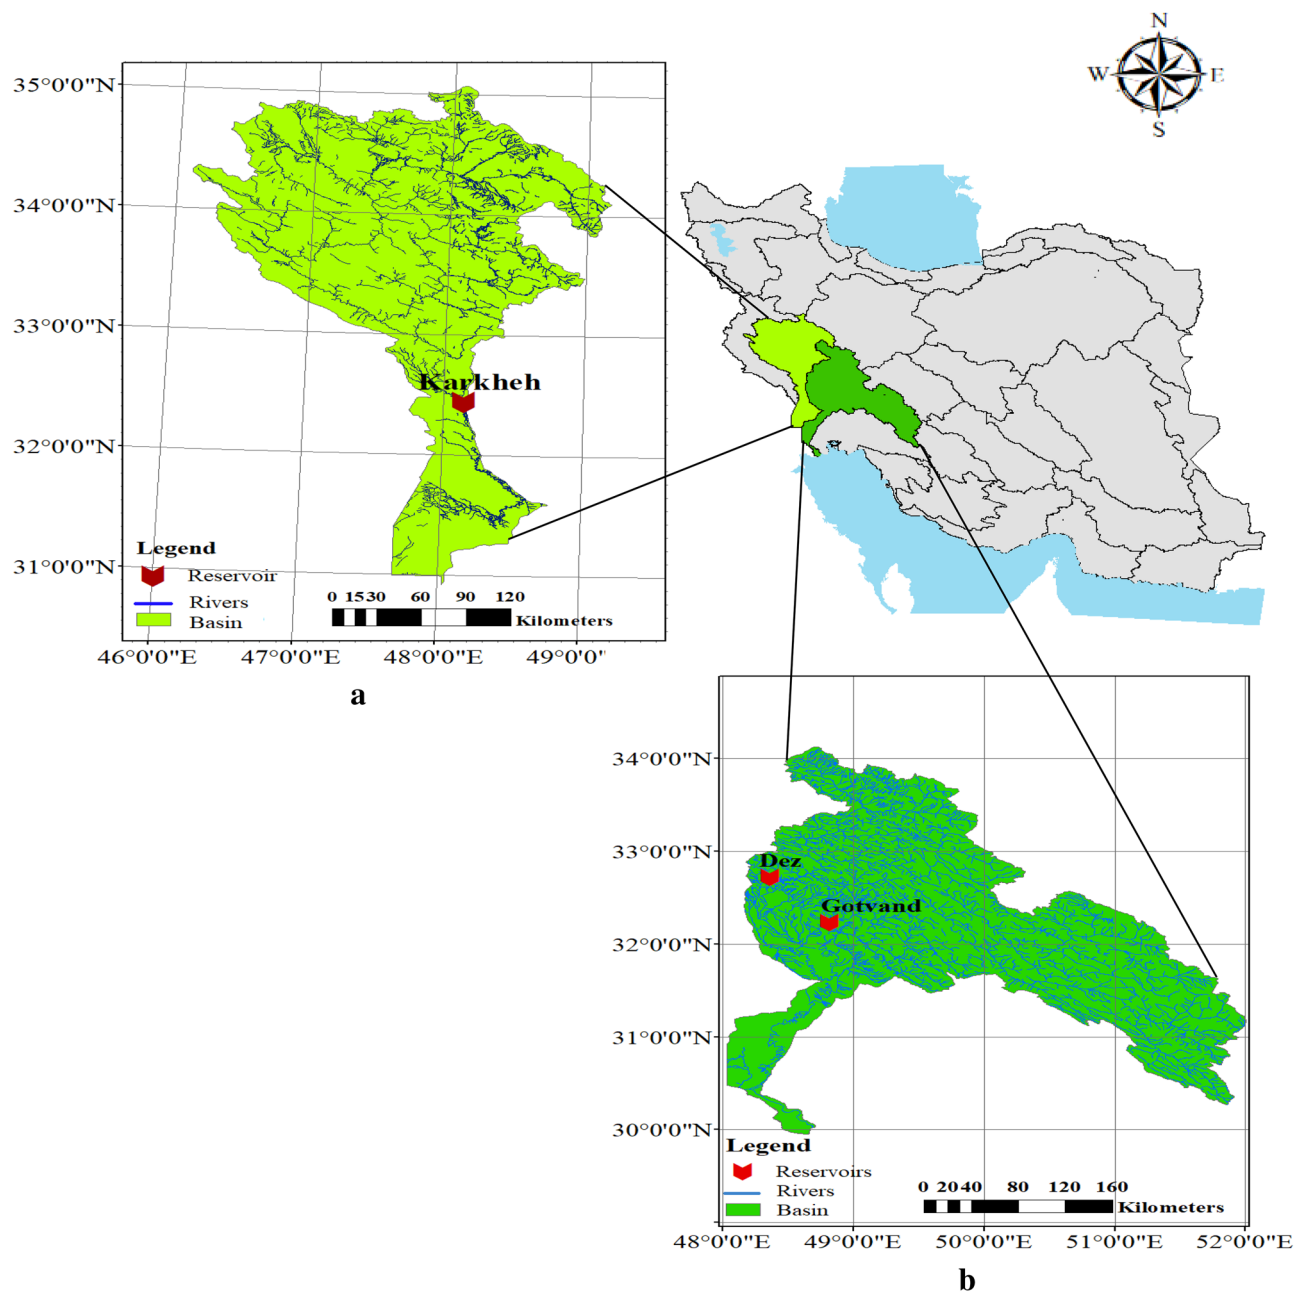 N
W E
S
35°0'0"N
34°0'0"N
33°0'0"N
Karkheh
32°0'0"N
31°0'0"N
Legend
Reservoir
Rivers
Basin
0 15 30 60 90 120
Kilometers
46°0'0"E 47°0'0"E 48°0'0"E 49°0'0"
a
34°0'0"N
33°0'0"N
Dez
Gotvand
32°0'0"N
31°0'0"N
30°0'0"N
Legend
Reservoirs
Rivers
Basin
0 20 40 80 120 160
Kilometers
48°0'0"E 49°0'0"E 50°0'0"E 51°0'0"E 52°0'0"E
b